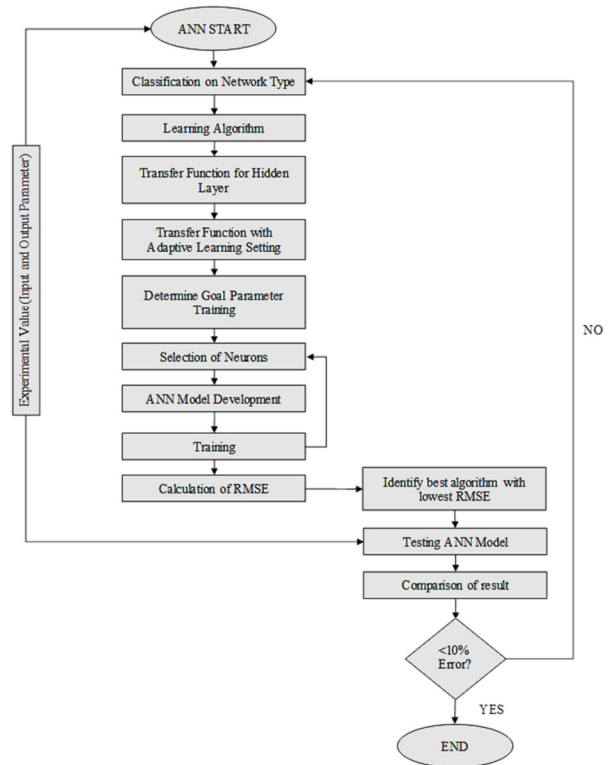 ANN START
Classification on Network Type
Learning Algorithm
Transfer Function for Hidden
Layer
Transfer Function with
Adaptive Learning Setting
Determine Goal Parameter
Training
Selection of Neurons
ANN Model Development
Training
Calculation of RMSE
Experimental Value (Input and Output Parameter)
Identify best algorithm with
lowest RMSE
Testing ANN Model
Comparison of result
<10%
Error?
NO
YES
END